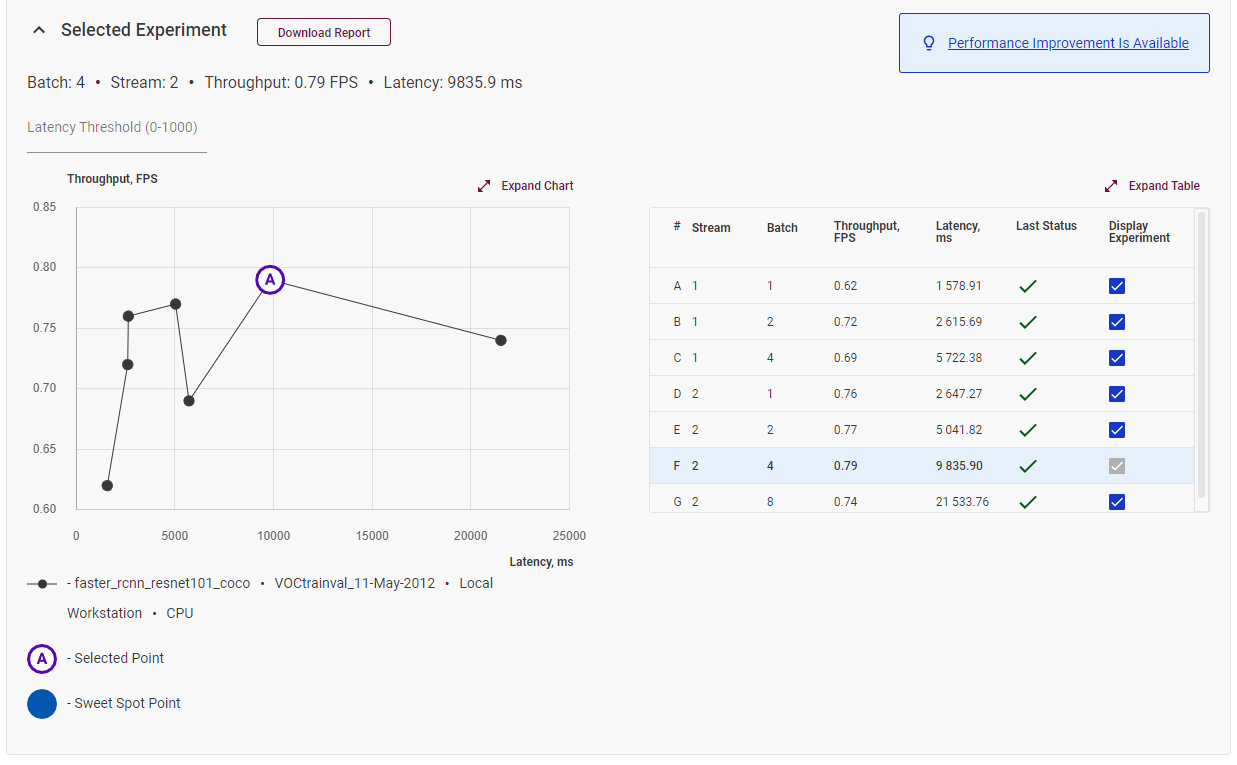 Selected Experiment
Download Report
Performance Improvement Is Available
Batch: 4 • Stream: 2 • Throughput: 0.79 FPS • Latency: 9835.9 ms
Latency Threshold (0-1000)
Throughput, FPS
Expand Chart
0.85
0.80
0.75
0.70
0.65
0.60
A
0 5000 10000 15000 20000 25000
Latency, ms
- faster_rcnn_resnet101_coco • VOCtrainval_11-May-2012 • Local
Workstation • CPU
A - Selected Point
- Sweet Spot Point
Expand Table
# Stream Batch Throughput, FPS Latency, ms Last Status Display Experiment
A 1 1 0.62 1 578.91
B 1 2 0.72 2 615.69
C 1 4 0.69 5 722.38
D 2 1 0.76 2 647.27
E 2 2 0.77 5 041.82
F 2 4 0.79 9 835.90
G 2 8 0.74 21 533.76